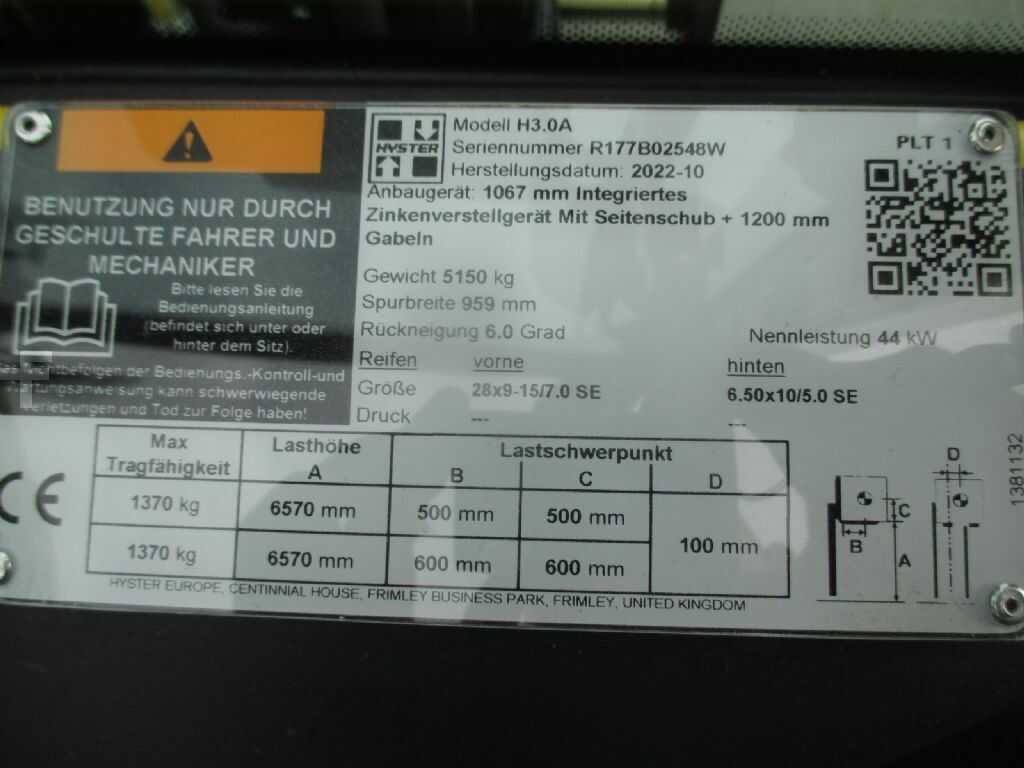 BENUTZUNG NUR DURCH
GESCHULTE FAHRER UND
MECHANIKER
Bitte lesen Sie die
Bedienungsanleitung
(befindet sich unter oder
hinter dem Sitz).
der Bedienungs.-Kontroll-und
kann schwerwiegende
und Tod zur Folge haben!
HYSTER
Modell H3.0A
Seriennummer R177B02548W
Herstellungsdatum: 2022-10
Anbaugerät: 1067 mm Integriertes
Zinkenverstellgerät Mit Seitenschub + 1200 mm
Gabeln
PLT 1
Gewicht 5150 kg
Spurbreite 959 mm
Rückneigung 6.0 Grad
Nennleistung 44 kW
Reifen vorne hinten
Größe 28x9-15/7.0 SE 6.50x10/5.0 SE
Druck --- ---
Max Lasthöhe Lastschwerpunkt
Tragfähigkeit A B C D
1370 kg 6570 mm 500 mm 500 mm
100 mm
1370 kg 6570 mm 600 mm 600 mm
CE
HYSTER EUROPE, CENTINNIAL HOUSE, FRIMLEY BUSINESS PARK, FRIMLEY, UNITED KINGDOM
D
C
B
A
1381132